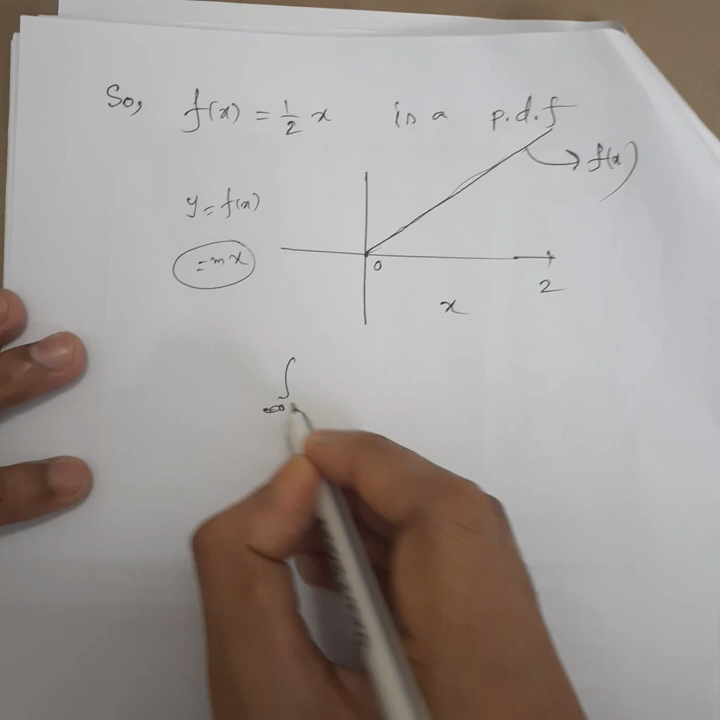 So, f(x) = 1/2 x is a p.d.f
f(x)
y = f(x)
= mx
0
2
x
∫
-∞